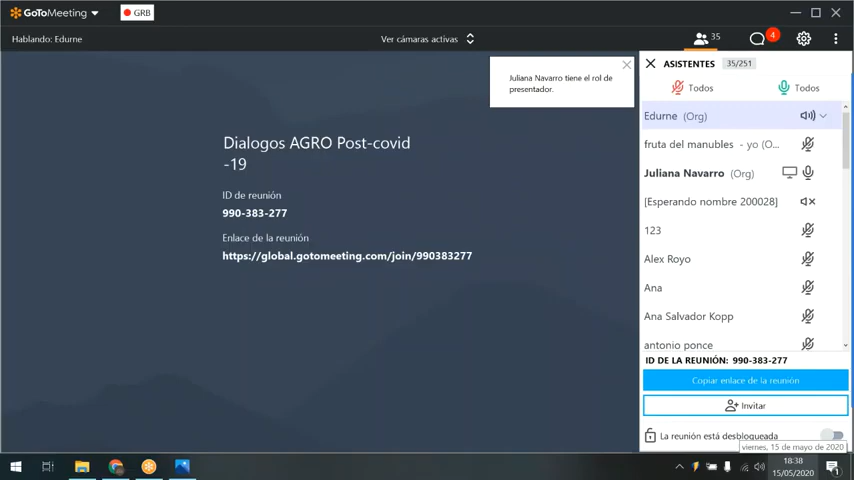 GoToMeeting
GRB
Hablando: Edurne
Ver cámaras activas
35
4
Juliana Navarro tiene el rol de
presentador.
Dialogos AGRO Post-covid
-19
ID de reunión
990-383-277
Enlace de la reunión
https://global.gotomeeting.com/join/990383277
ASISTENTES 35/251
Todos Todos
Edurne (Org)
fruta del manubles - yo (O...
Juliana Navarro (Org)
[Esperando nombre 200028]
123
Alex Royo
Ana
Ana Salvador Kopp
antonio ponce
ID DE LA REUNIÓN: 990-383-277
Copiar enlace de la reunión
Invitar
La reunión está desbloqueada
viernes, 15 de mayo de 2020
18:38
15/05/2020
1